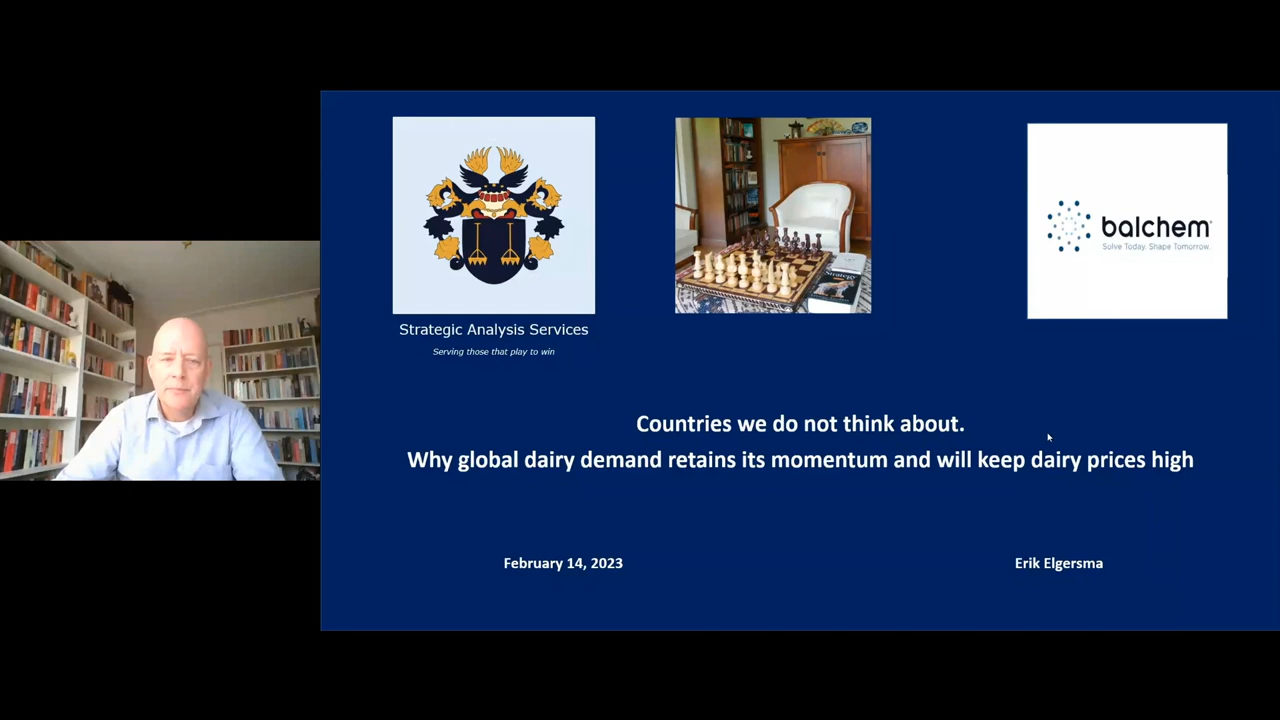 balchem
Solve Today. Shape Tomorrow.
Strategy
Strategic Analysis Services
Serving those that play to win
Countries we do not think about.
Why global dairy demand retains its momentum and will keep dairy prices high
February 14, 2023
Erik Elgersma